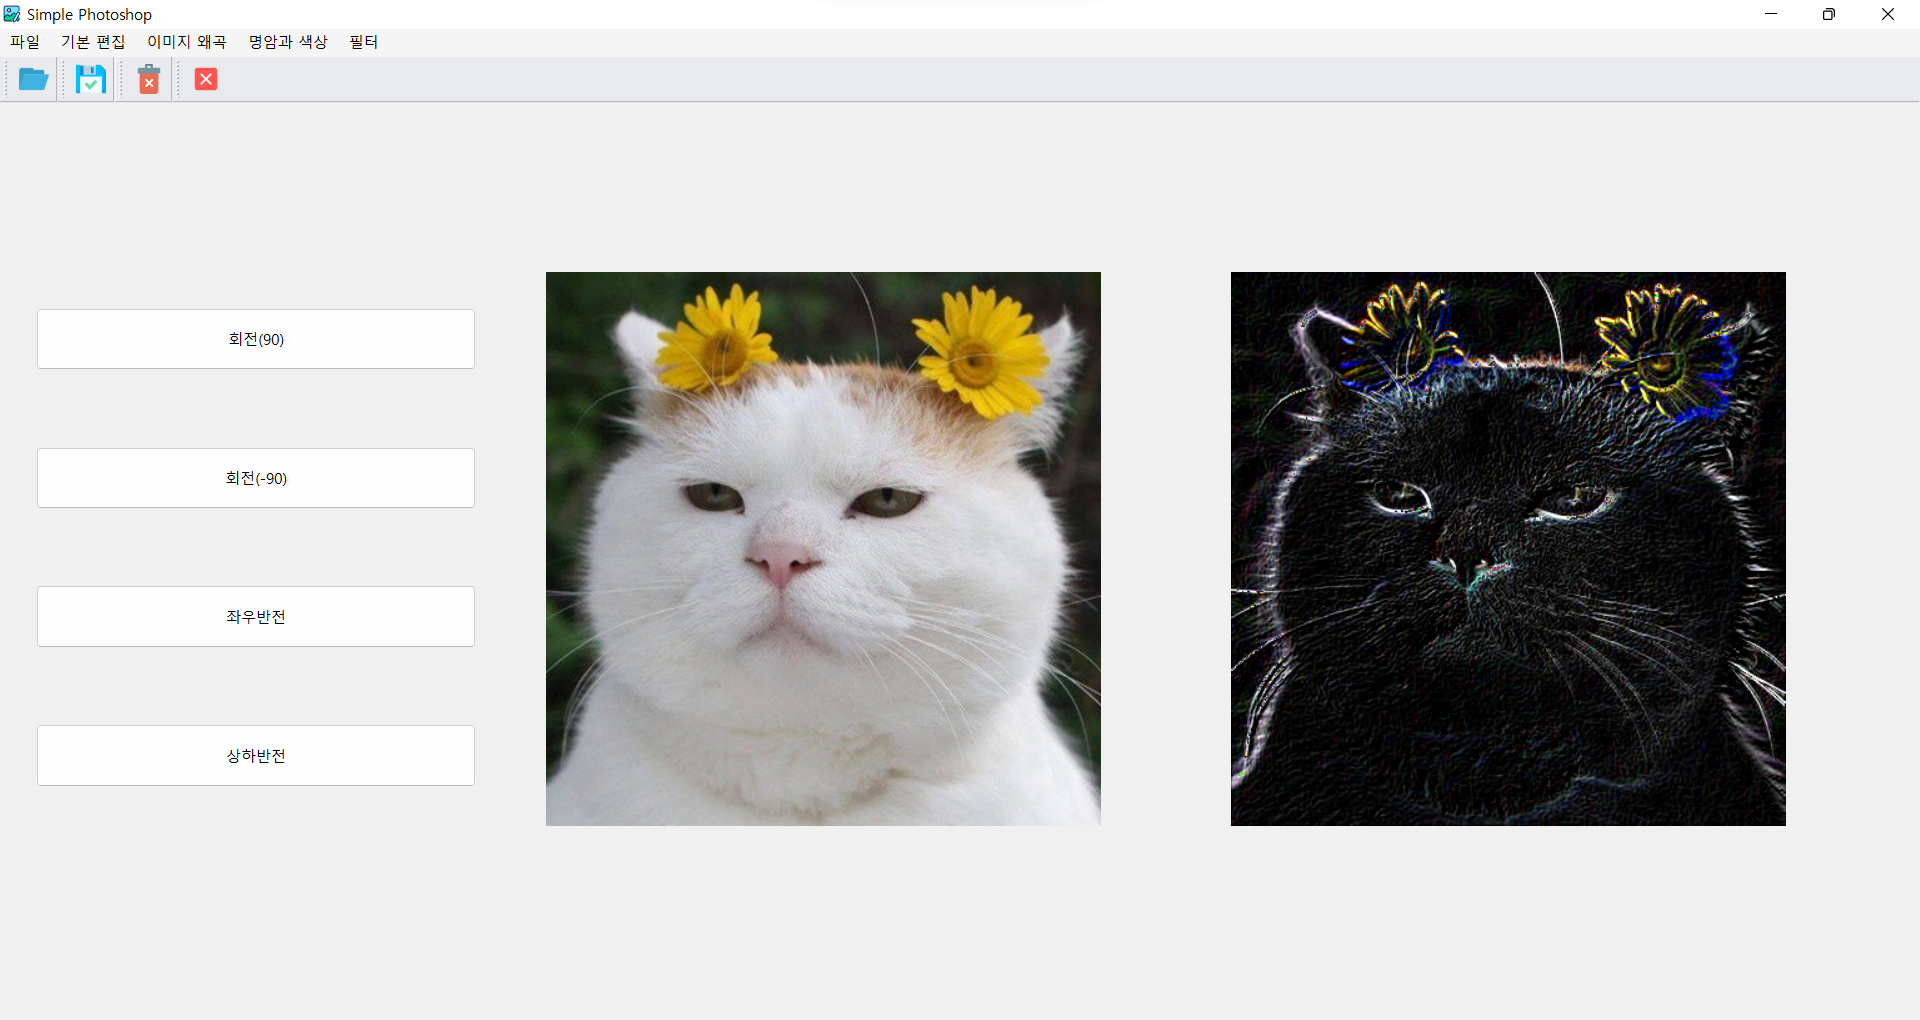 Simple Photoshop
파일 기본 편집 이미지 왜곡 명암과 색상 필터
회전(90)
회전(-90)
좌우반전
상하반전